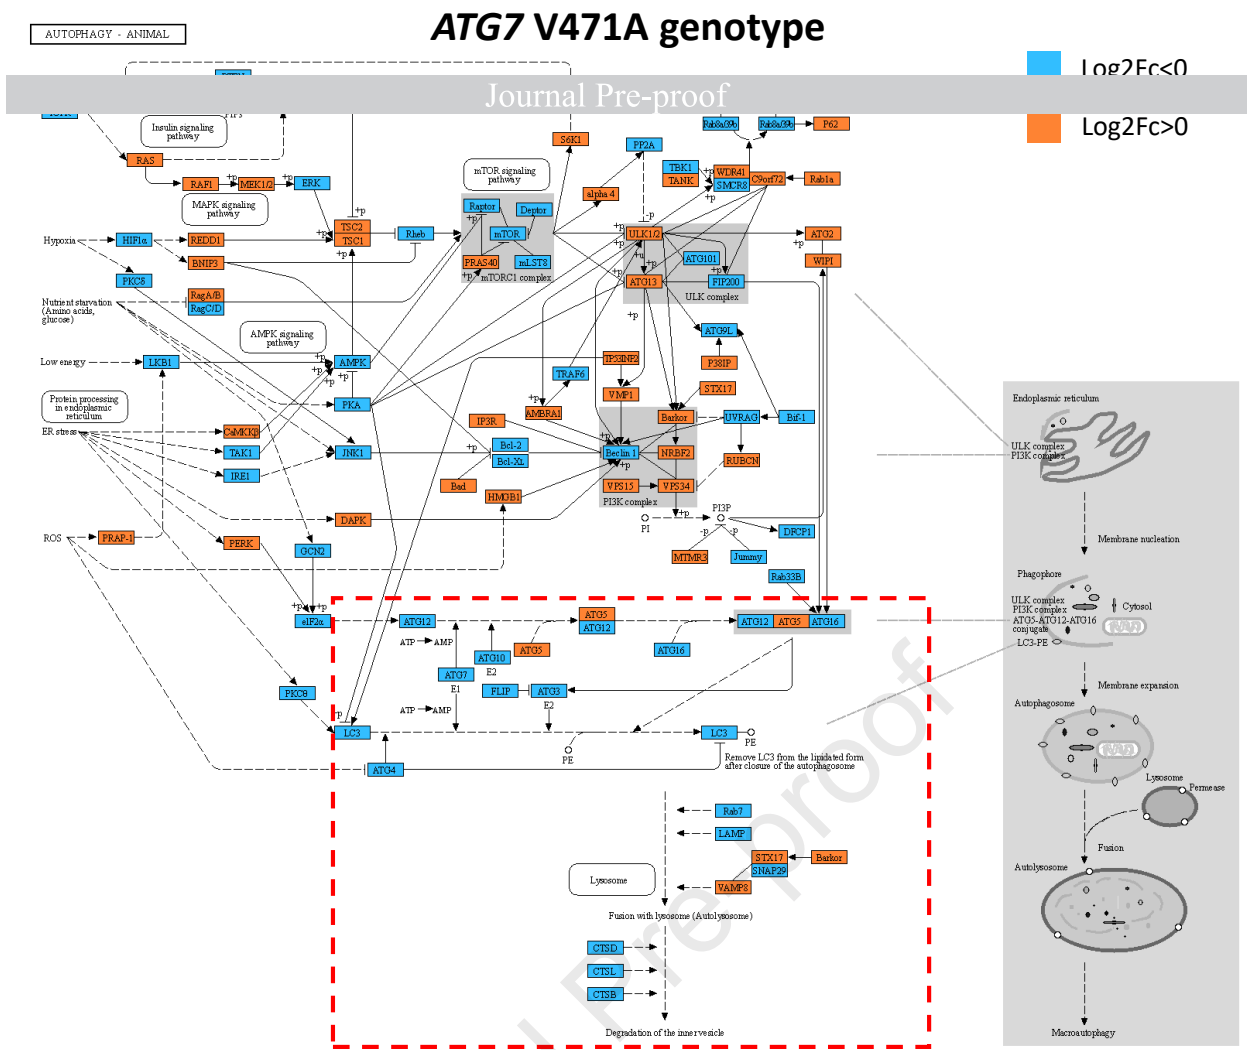 ATG7 V471A genotype
AUTOPHAGY - ANIMAL
Log2Fc<0
Journal Pre-proof
Log2Fc>0
Insulin signaling
pathway
RAS
RAF1
MEK1/2
ERK
+p
+p
MAPK signaling
pathway
mTOR signaling
pathway
S6K1
PP2A
alpha 4
TBK1
TANK
WDR41
SMCR8
C9orf72
Rab1a
Rab8a/39b
Rab8a/39b
P62
+p
+p
-p
Raptor
Deptor
mTOR
PRAS40
mLST8
+p
mTORC1 complex
+p
TSC2
TSC1
+p
Rheb
Hypoxia
HIF1α
REDD1
BNIP3
PKCδ
RagA/B
RagC/D
Nutrient starvation
(Amino acids,
glucose)
ULK1/2
+p
+u
ATG101
ATG13
FIP200
+p
ULK complex
+p
ATG2
+p
WIPI
AMPK signaling
pathway
Low energy
LKB1
AMPK
+p
+p
+p
+p
PKA
ATG9L
P38IP
TP53INP2
TRAF6
VMP1
STX17
+p
AMBRA1
Protein processing
in endoplasmic
reticulum
ER stress
CaMKKβ
TAK1
IRE1
JNK1
IP3R
Bcl-2
Bcl-XL
+p
Bad
HMGB1
Barkor
UVRAG
Bif-1
+p
Beclin 1
+p
NRBF2
RUBCN
VPS15
VPS34
PI3K complex
+p
DAPK
ROS
PRAP-1
PERK
GCN2
PI
PI3P
-p
-p
DFCP1
MTMR3
Jummy
Rab33B
+p
+p
eIF2α
ATG12
ATG5
ATG12
ATG12
ATG5
ATG16
ATP
AMP
ATG10
E2
ATG5
ATG16
ATG7
E1
FLIP
ATG3
E2
ATP
AMP
PKCθ
+p
LC3
LC3
PE
PE
ATG4
Remove LC3 from the lipidated form
after closure of the autophagosome
Rab7
LAMP
STX17
SNAP29
Barkor
VAMP8
Lysosome
Fusion with lysosome (Autolysosome)
CTSD
CTSL
CTSB
Degradation of the inner vesicle
Endoplasmic reticulum
ULK complex
PI3K complex
Membrane nucleation
Phagophore
ULK complex
PI3K complex
Cytosol
ATG5-ATG12-ATG16
conjugate
LC3-PE
Membrane expansion
Autophagosome
Lysosome
Permease
Fusion
Autolysosome
Macroautophagy
Pre-proof